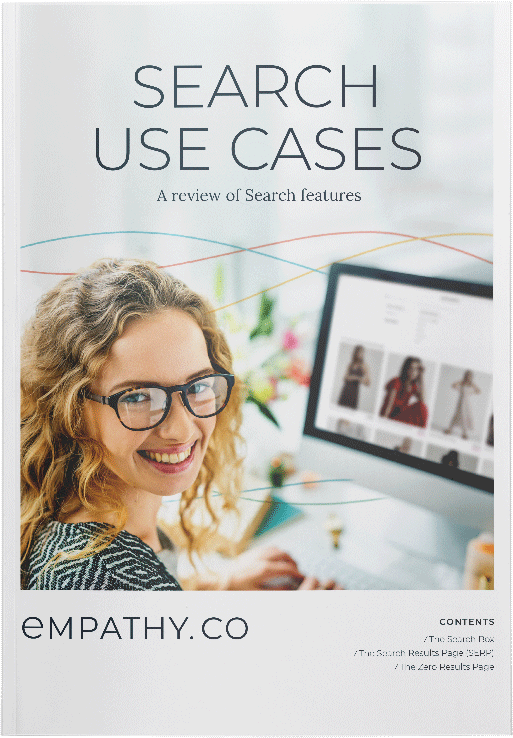 SEARCH
USE CASES
A review of Search features
eMPATHY.CO
CONTENTS
/The Search Box
/The Search Results Page (SERP)
/The Zero Results Page